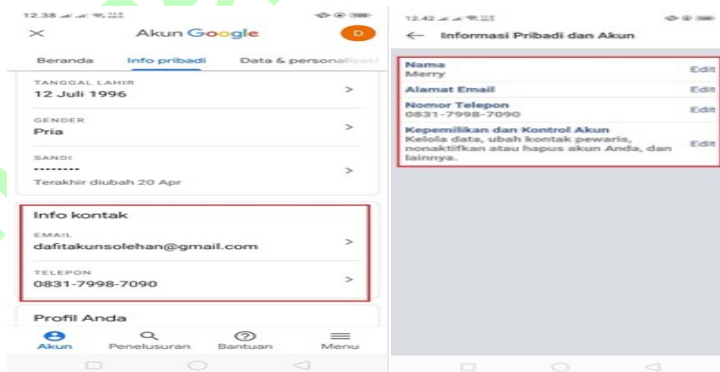 12.38
Akun Google
D
Beranda Info pribadi Data & personalisasi
TANGGAL LAHIR
12 Juli 1996
GENDER
Pria
SANDI
••••••••
Terakhir diubah 20 Apr
Info kontak
EMAIL
dafitakunsolehan@gmail.com
TELEPON
0831-7998-7090
Profil Anda
Akun Penelusuran Bantuan Menu
12.42
Informasi Pribadi dan Akun
Nama
Merry
Edit
Alamat Email
Edit
Nomor Telepon
0831-7998-7090
Edit
Kepemilikan dan Kontrol Akun
Kelola data, ubah kontak pewaris,
nonaktifkan atau hapus akun Anda, dan
lainnya.
Edit